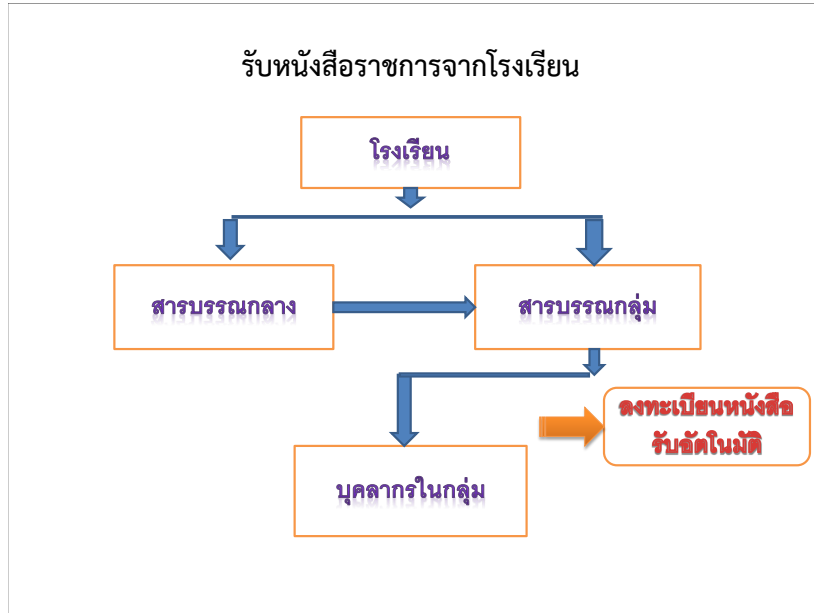 รับหนังสือราชการจากโรงเรียน
โรงเรียน
สารบรรณกลาง
สารบรรณกลุ่ม
ลงทะเบียนหนังสือ
รับอัตโนมัติ
บุคลากรในกลุ่ม